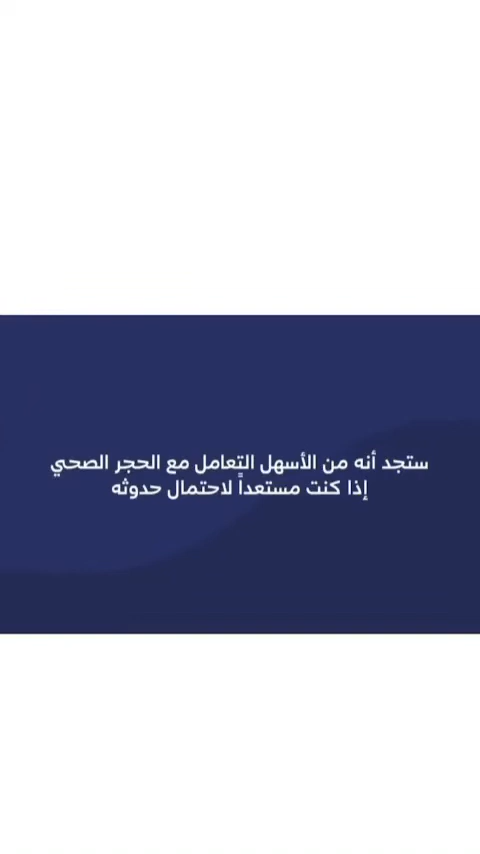 ستجد أنه من الأسهل التعامل مع الحجر الصحي
إذا كنت مستعداً لاحتمال حدوثه